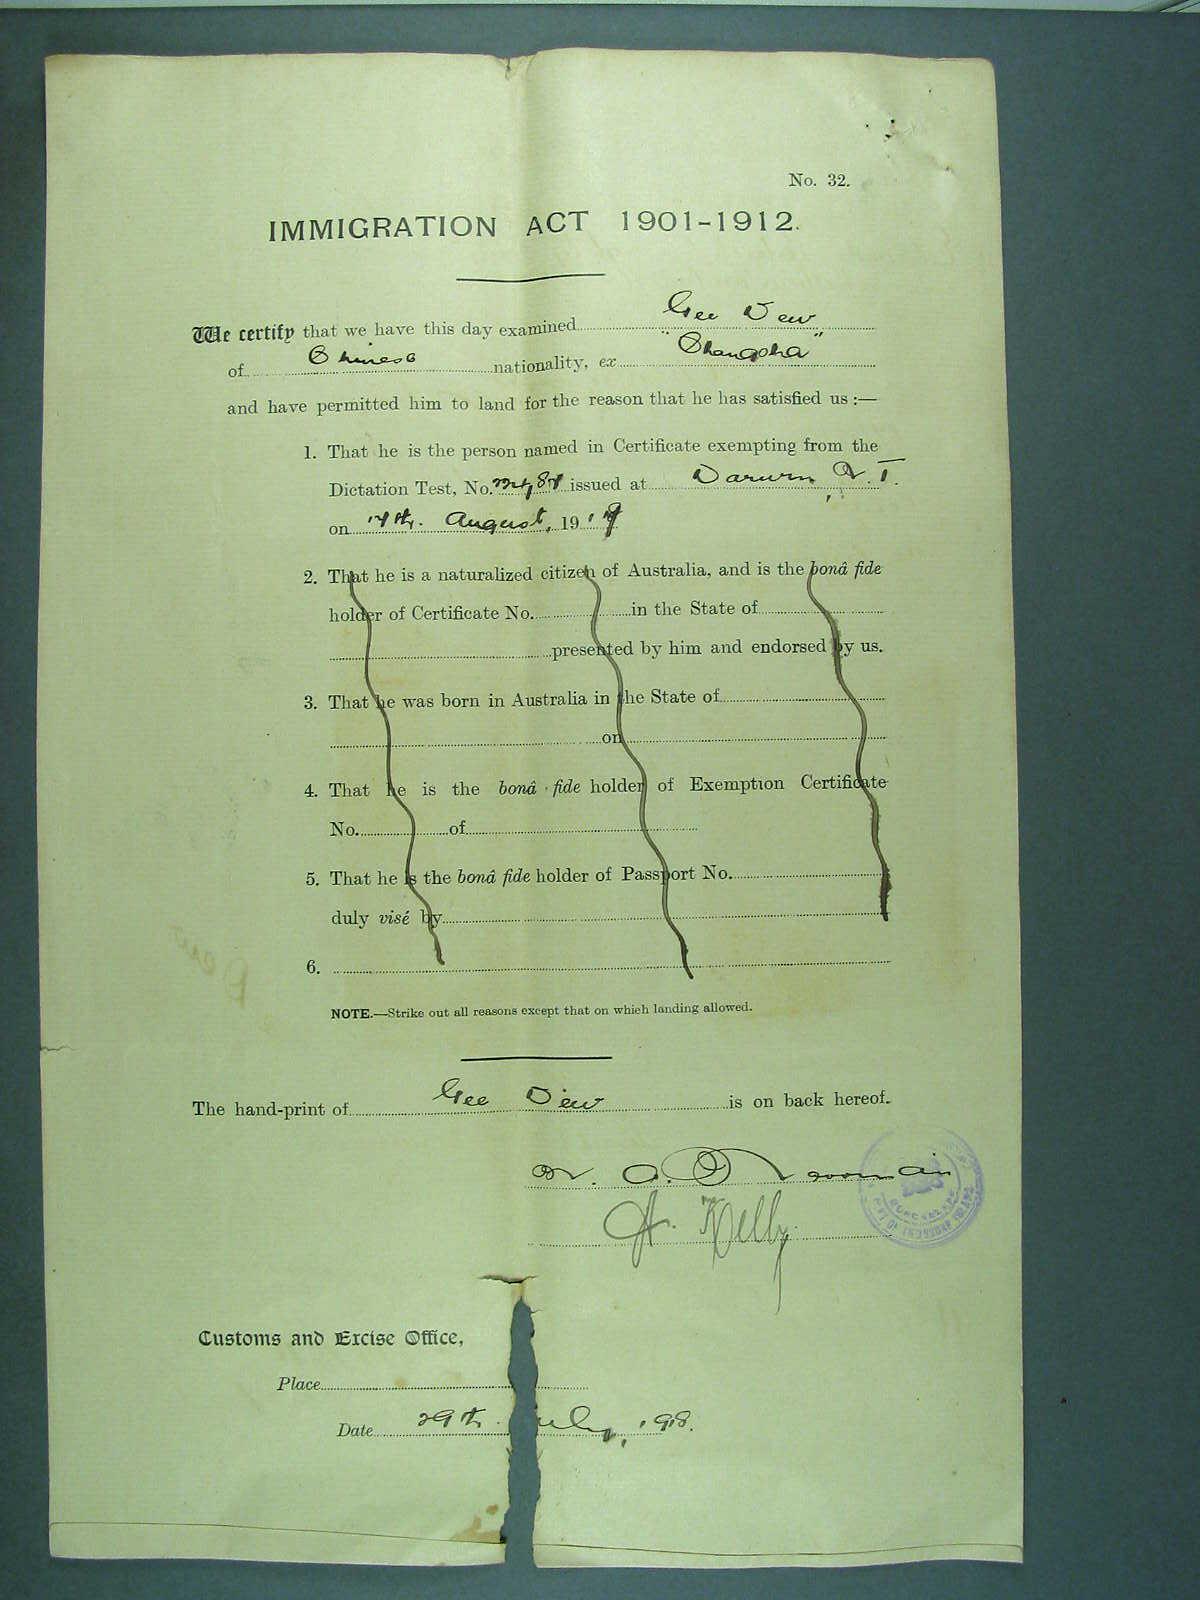 No. 32.
IMMIGRATION ACT 1901-1912.
We certify that we have this day examined Gee Dew
of Chinese nationality, ex "Changsha"
and have permitted him to land for the reason that he has satisfied us :—
1. That he is the person named in Certificate exempting from the
Dictation Test, No. issued at Darwin, N.T.
on 17th. August, 191
2. That he is a naturalized citizen of Australia, and is the bonâ fide
holder of Certificate No. in the State of
presented by him and endorsed by us.
3. That he was born in Australia in the State of
on
4. That he is the bonâ fide holder of Exemption Certificate
No. of
5. That he is the bonâ fide holder of Passport No.
duly visé by
6.
NOTE.—Strike out all reasons except that on which landing allowed.
The hand-print of Gee Dew is on back hereof.
Kelly
Customs and Excise Office,
Place
Date 29th. July, 1918.